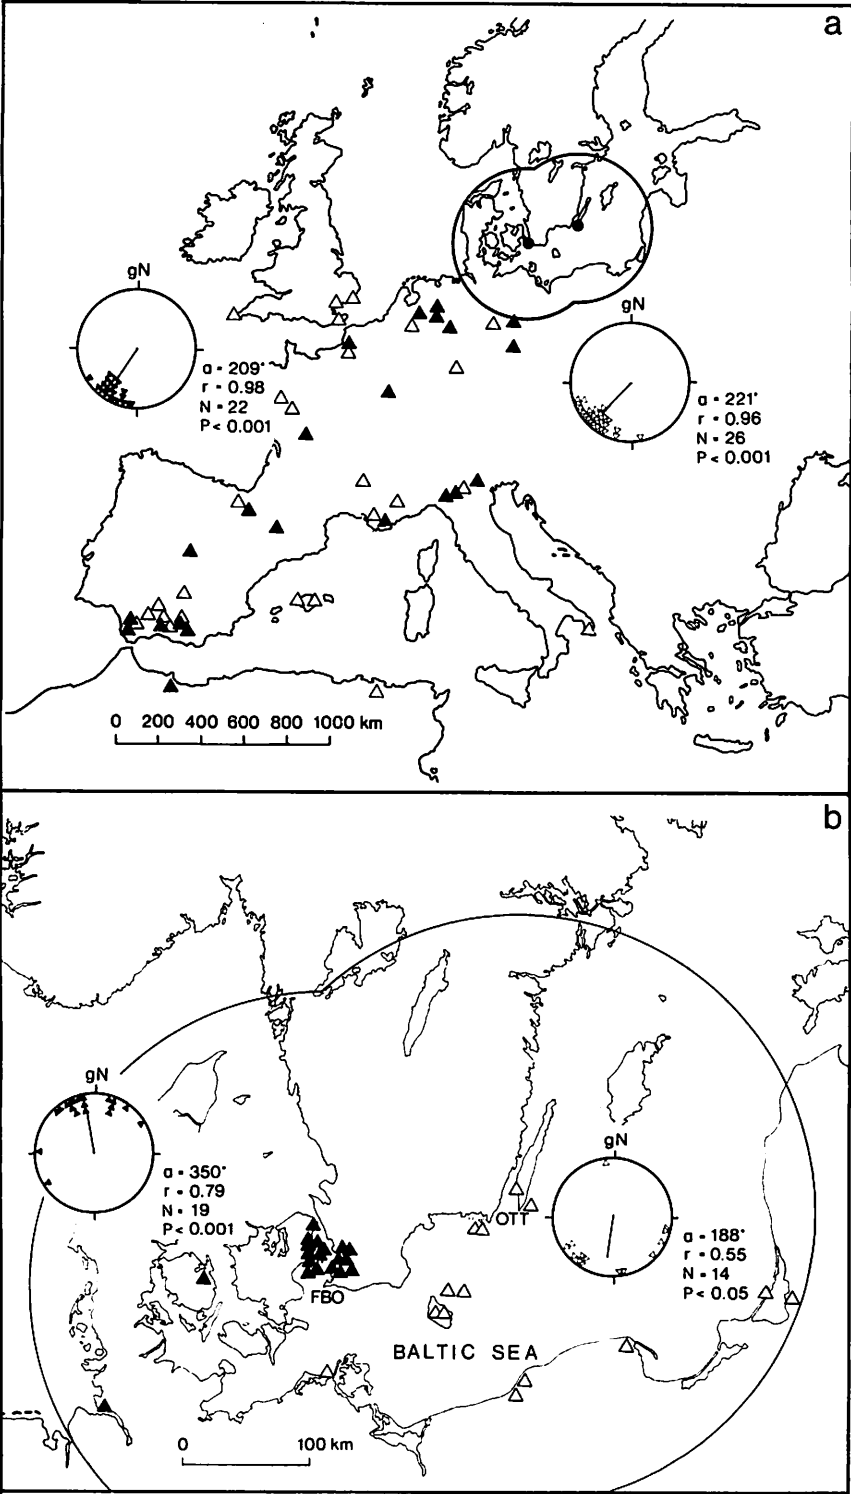 a
gN
a = 209°
r = 0.98
N = 22
P < 0.001
gN
a = 221°
r = 0.96
N = 26
P < 0.001
0 200 400 600 800 1000 km
b
gN
a = 350°
r = 0.79
N = 19
P < 0.001
gN
OTT
a = 188°
r = 0.55
N = 14
P < 0.05
FBO
BALTIC SEA
0 100 km